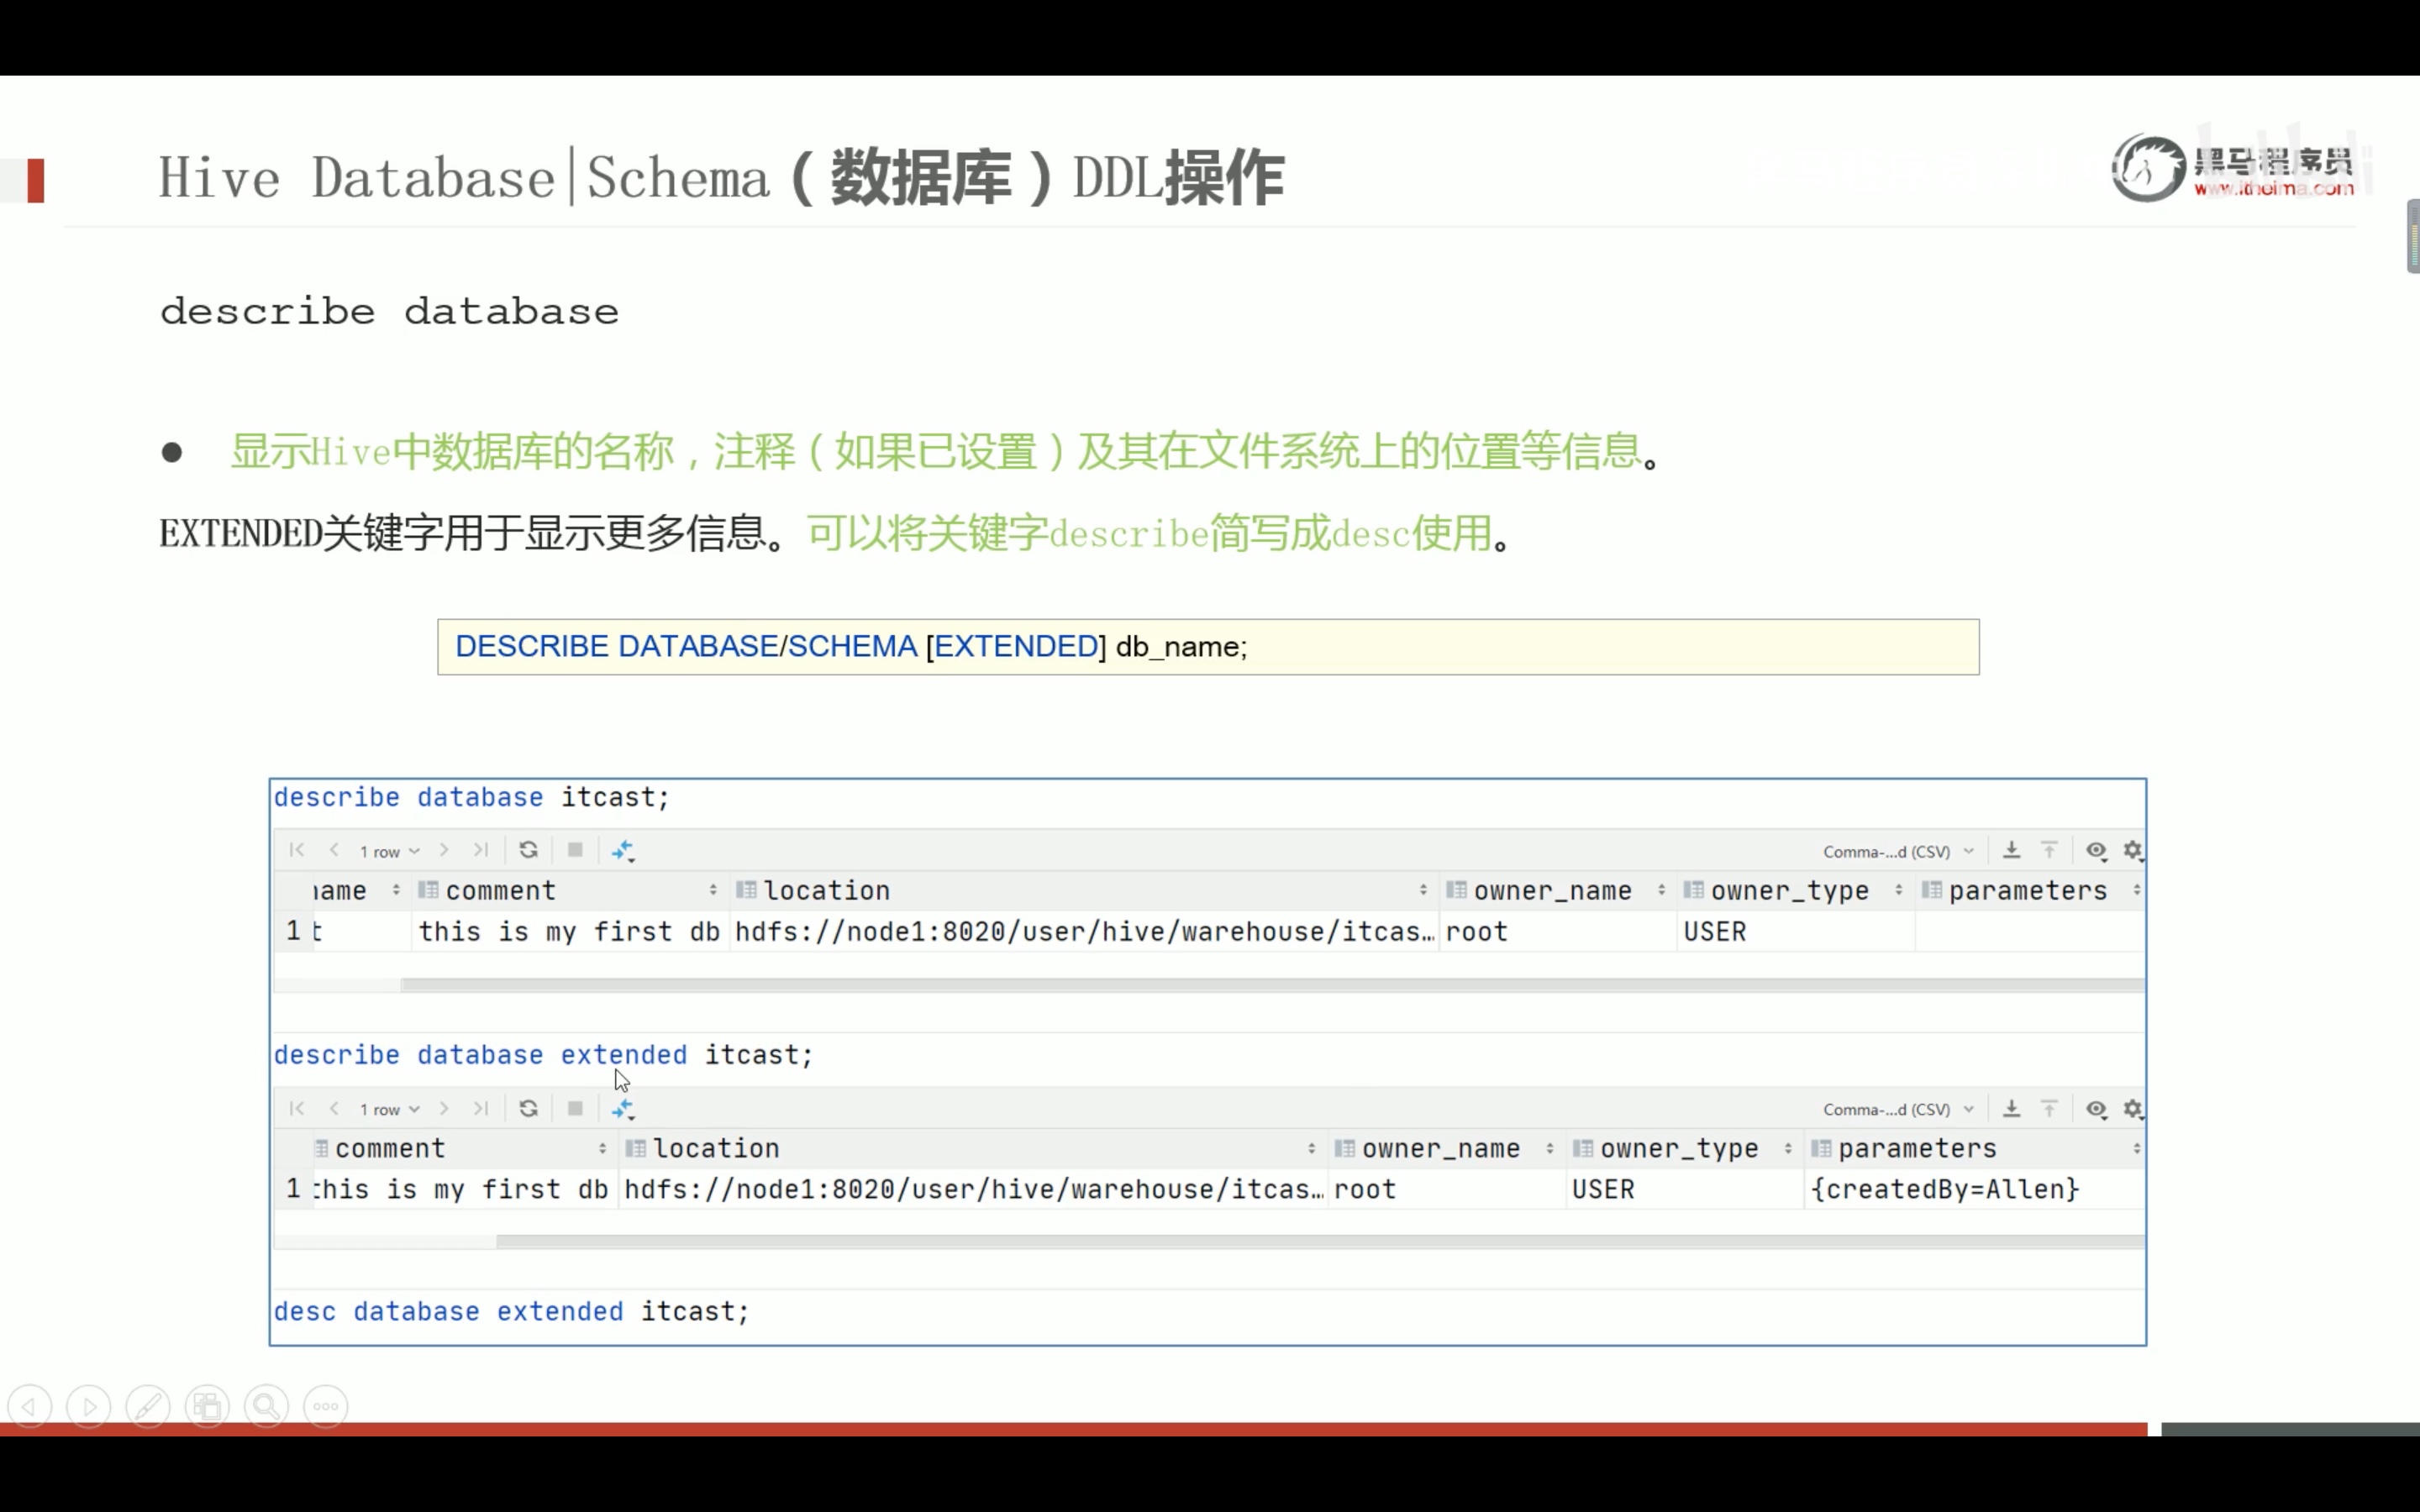 Hive Database|Schema（数据库）DDL操作
黑马程序员
www.itheima.com
describe database
● 显示Hive中数据库的名称，注释（如果已设置）及其在文件系统上的位置等信息。
EXTENDED关键字用于显示更多信息。可以将关键字describe简写成desc使用。
DESCRIBE DATABASE/SCHEMA [EXTENDED] db_name;
describe database itcast;
1 row Comma-...d (CSV)
name comment location owner_name owner_type parameters
1 t this is my first db hdfs://node1:8020/user/hive/warehouse/itcas… root USER
describe database extended itcast;
1 row Comma-...d (CSV)
comment location owner_name owner_type parameters
1 this is my first db hdfs://node1:8020/user/hive/warehouse/itcas… root USER {createdBy=Allen}
desc database extended itcast;